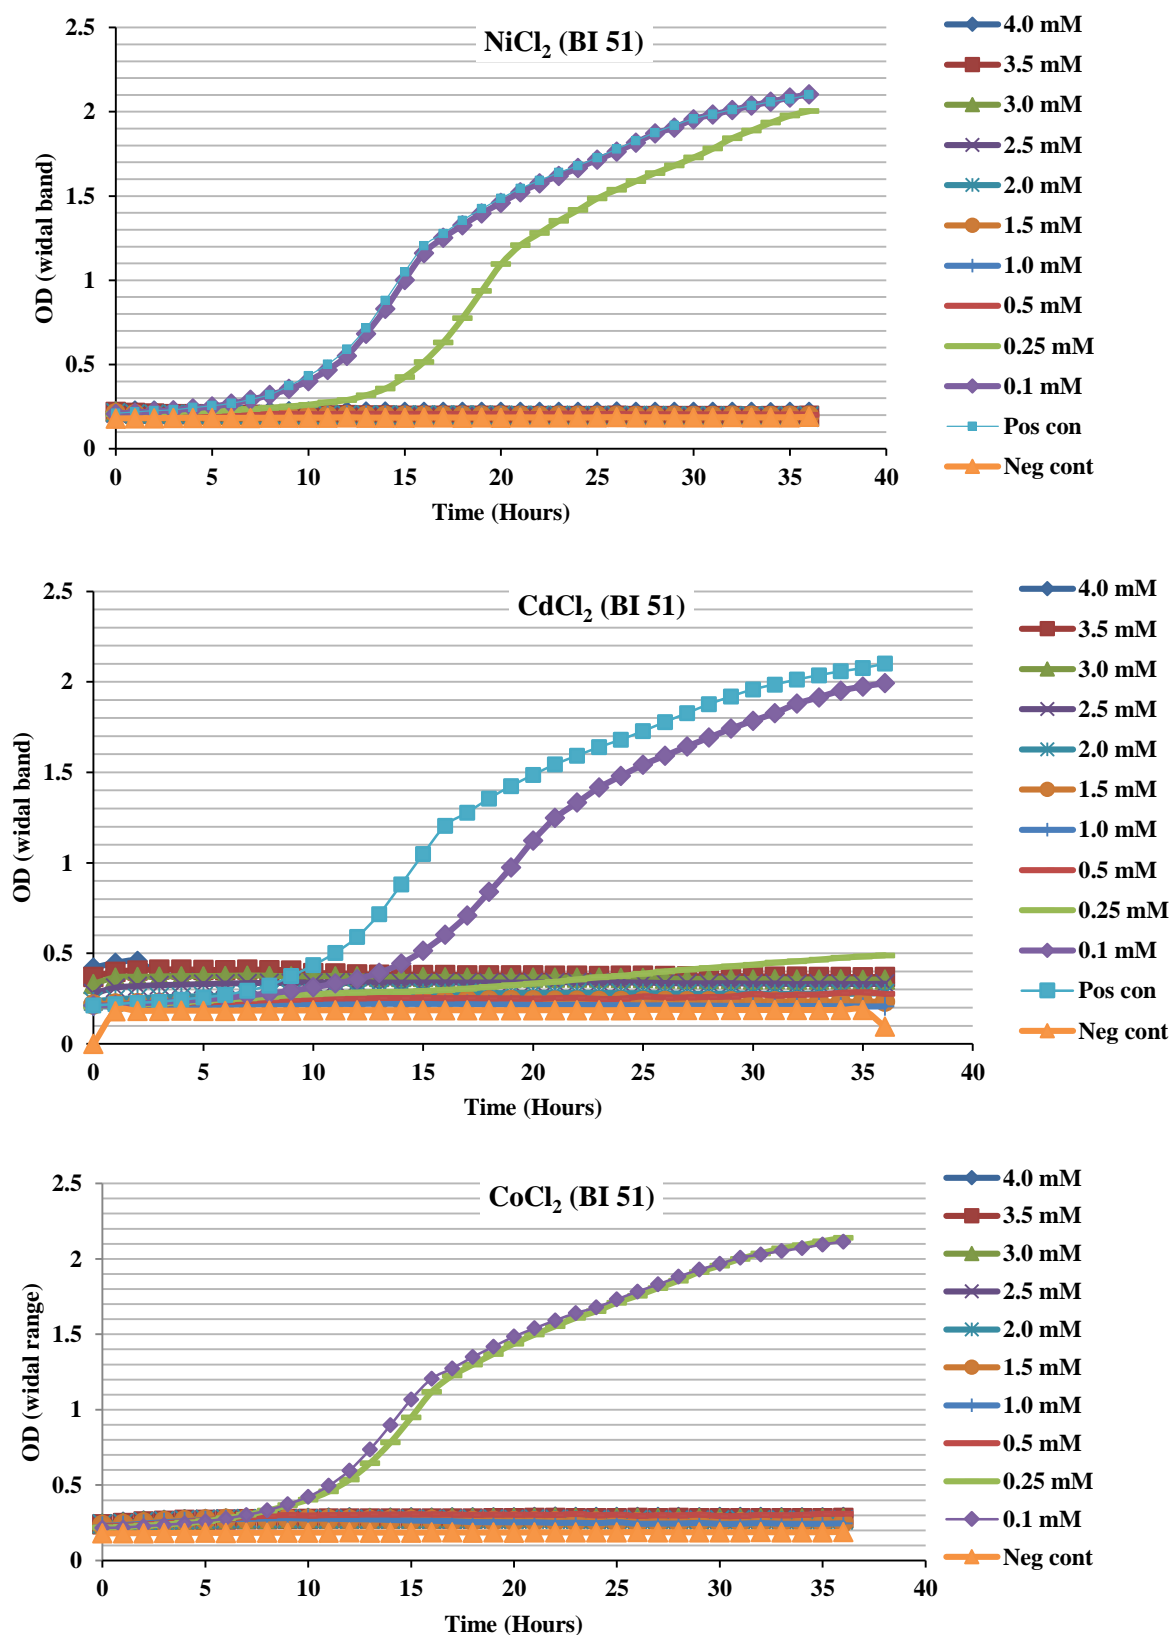 NiCl2 (BI 51)
OD (widal band)
2.5
2
1.5
1
0.5
0
0 5 10 15 20 25 30 35 40
Time (Hours)
4.0 mM
3.5 mM
3.0 mM
2.5 mM
2.0 mM
1.5 mM
1.0 mM
0.5 mM
0.25 mM
0.1 mM
Pos con
Neg cont
CdCl2 (BI 51)
OD (widal band)
2.5
2
1.5
1
0.5
0
0 5 10 15 20 25 30 35 40
Time (Hours)
4.0 mM
3.5 mM
3.0 mM
2.5 mM
2.0 mM
1.5 mM
1.0 mM
0.5 mM
0.25 mM
0.1 mM
Pos con
Neg cont
CoCl2 (BI 51)
OD (widal range)
2.5
2
1.5
1
0.5
0
0 5 10 15 20 25 30 35 40
Time (Hours)
4.0 mM
3.5 mM
3.0 mM
2.5 mM
2.0 mM
1.5 mM
1.0 mM
0.5 mM
0.25 mM
0.1 mM
Neg cont